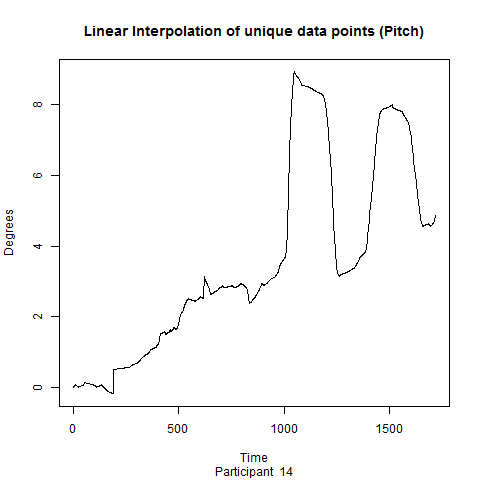 Linear Interpolation of unique data points (Pitch)
8
6
4
2
0
Degrees
0 500 1000 1500
Time
Participant 14